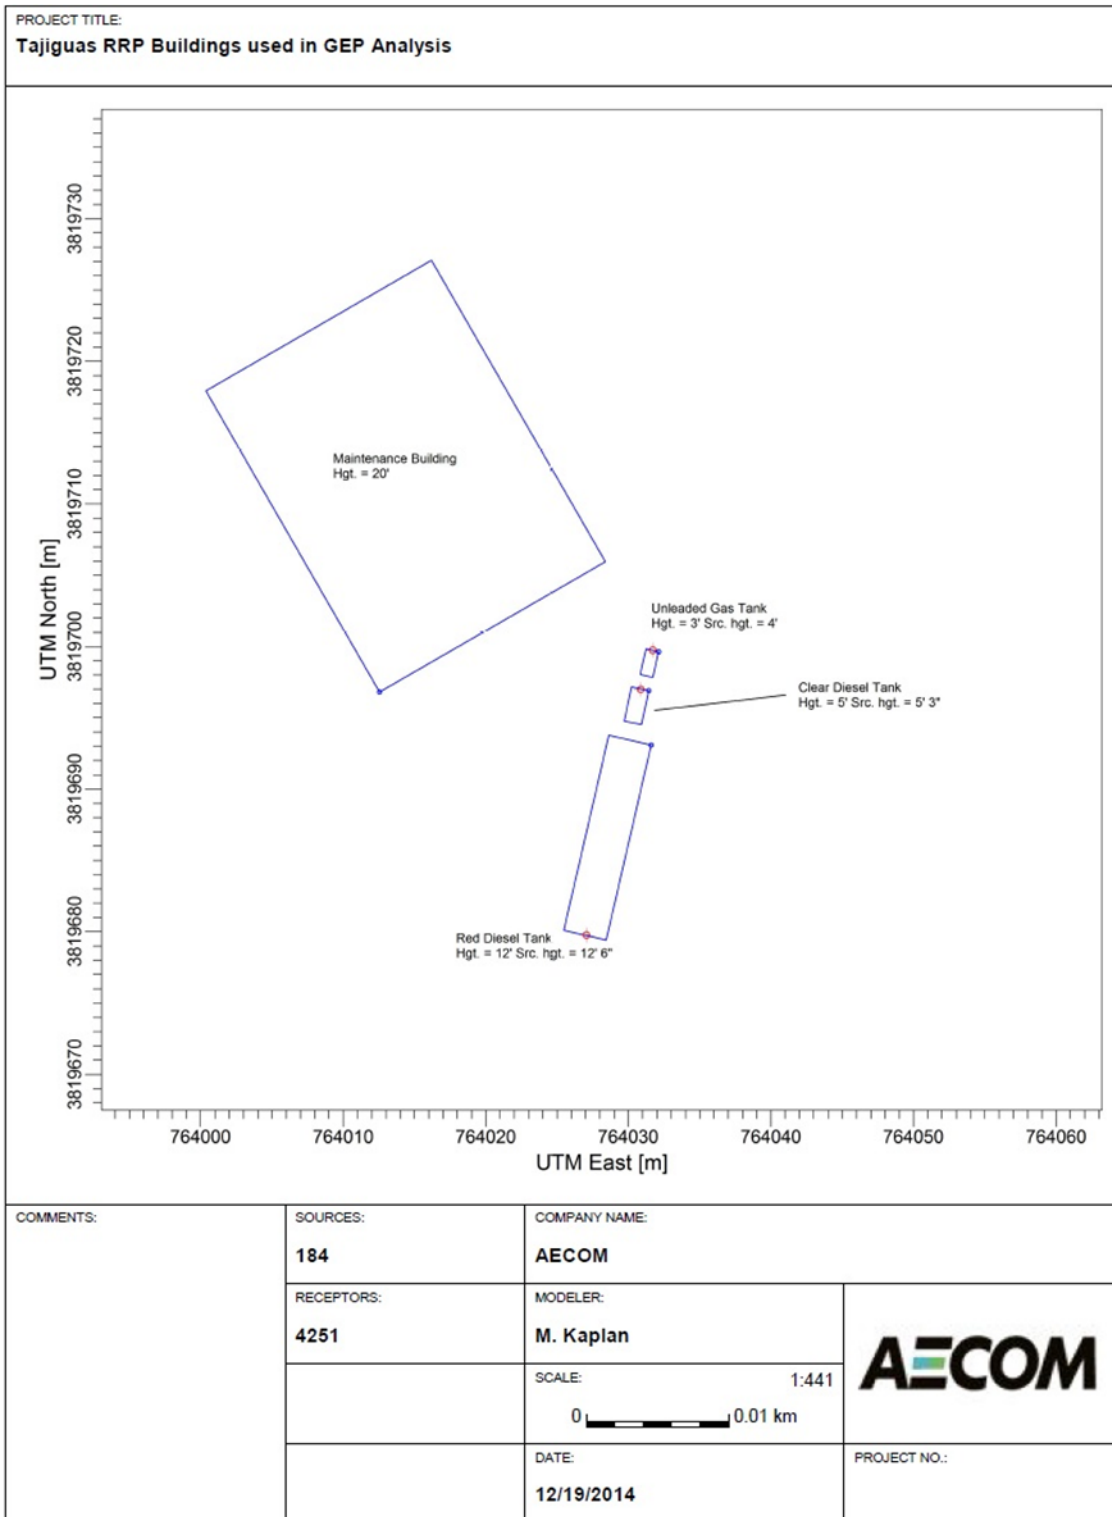 PROJECT TITLE:
Tajiguas RRP Buildings used in GEP Analysis
UTM North [m]
3819730
3819720
3819710
3819700
3819690
3819680
3819670
Maintenance Building
Hgt. = 20'
Unleaded Gas Tank
Hgt. = 3' Src. hgt. = 4'
Clear Diesel Tank
Hgt. = 5' Src. hgt. = 5' 3"
Red Diesel Tank
Hgt. = 12' Src. hgt. = 12' 6"
764000 764010 764020 764030 764040 764050 764060
UTM East [m]
COMMENTS:
SOURCES:
184
COMPANY NAME:
AECOM
RECEPTORS:
4251
MODELER:
M. Kaplan
SCALE: 1:441
0 0.01 km
AECOM
DATE:
12/19/2014
PROJECT NO.: